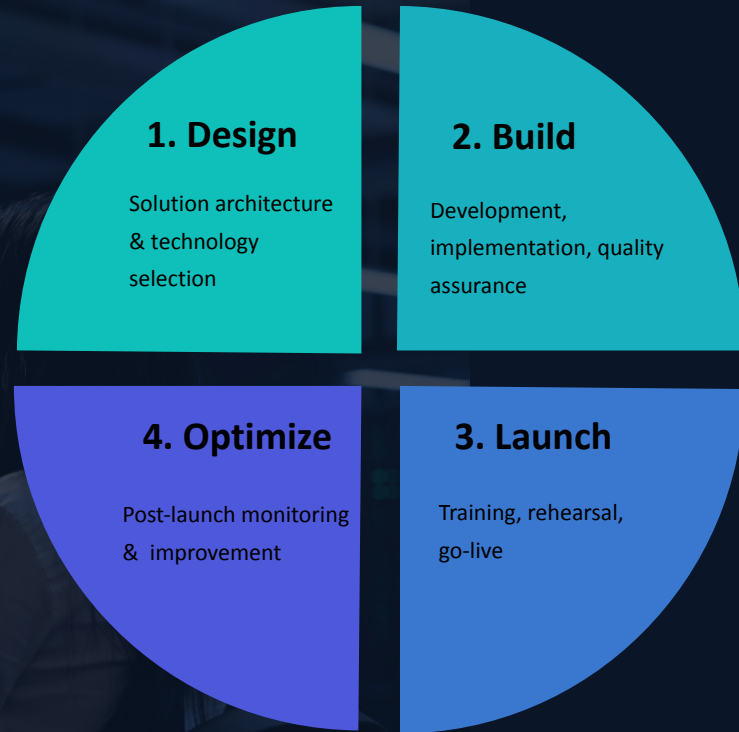 1. Design
Solution architecture
& technology
selection
2. Build
Development,
implementation, quality
assurance
3. Launch
Training, rehearsal,
go-live
4. Optimize
Post-launch monitoring
&  improvement